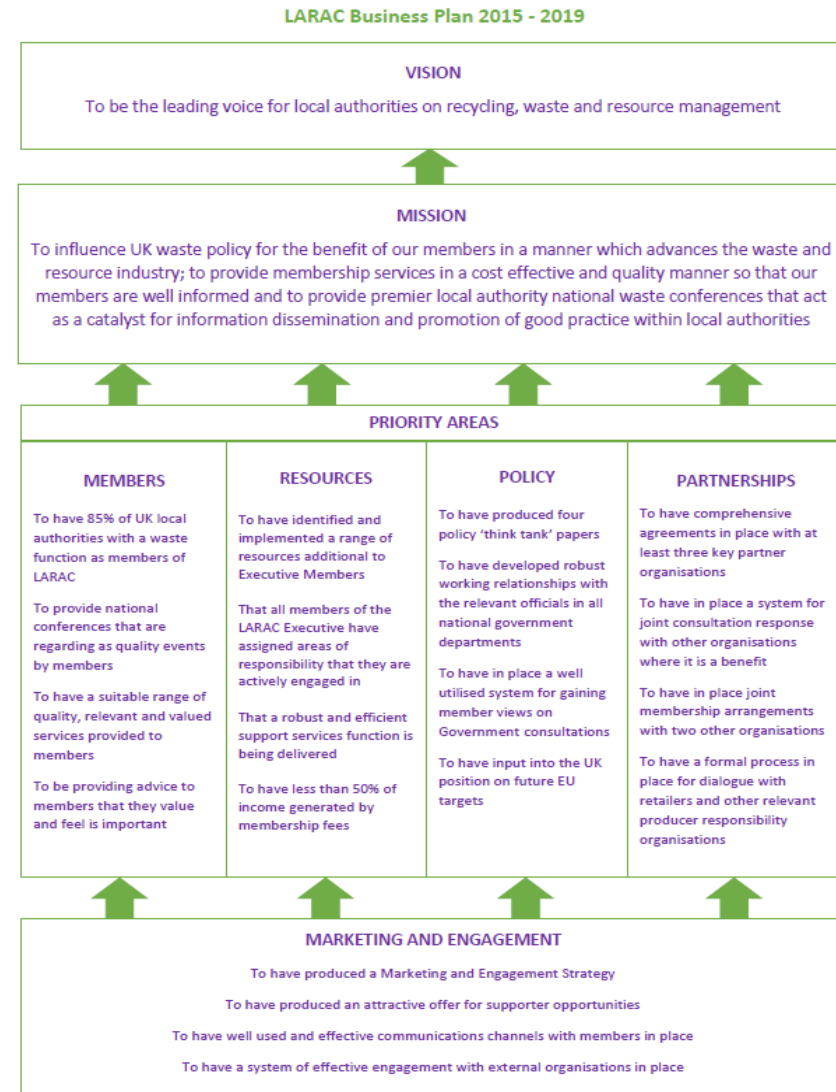 LARAC Business Plan 2015 - 2019
VISION
To be the leading voice for local authorities on recycling, waste and resource management
MISSION
To influence UK waste policy for the benefit of our members in a manner which advances the waste and
resource industry; to provide membership services in a cost effective and quality manner so that our
members are well informed and to provide premier local authority national waste conferences that act
as a catalyst for information dissemination and promotion of good practice within local authorities
PRIORITY AREAS
MEMBERS
To have 85% of UK local
authorities with a waste
function as members of
LARAC
To provide national
conferences that are
regarding as quality events
by members
To have a suitable range of
quality, relevant and valued
services provided to
members
To be providing advice to
members that they value
and feel is important
RESOURCES
To have identified and
implemented a range of
resources additional to
Executive Members
That all members of the
LARAC Executive have
assigned areas of
responsibility that they are
actively engaged in
That a robust and efficient
support services function is
being delivered
To have less than 50% of
income generated by
membership fees
POLICY
To have produced four
policy ‘think tank’ papers
To have developed robust
working relationships with
the relevant officials in all
national government
departments
To have in place a well
utilised system for gaining
member views on
Government consultations
To have input into the UK
position on future EU
targets
PARTNERSHIPS
To have comprehensive
agreements in place with at
least three key partner
organisations
To have in place a system for
joint consultation response
with other organisations
where it is a benefit
To have in place joint
membership arrangements
with two other organisations
To have a formal process in
place for dialogue with
retailers and other relevant
producer responsibility
organisations
MARKETING AND ENGAGEMENT
To have produced a Marketing and Engagement Strategy
To have produced an attractive offer for supporter opportunities
To have well used and effective communications channels with members in place
To have a system of effective engagement with external organisations in place